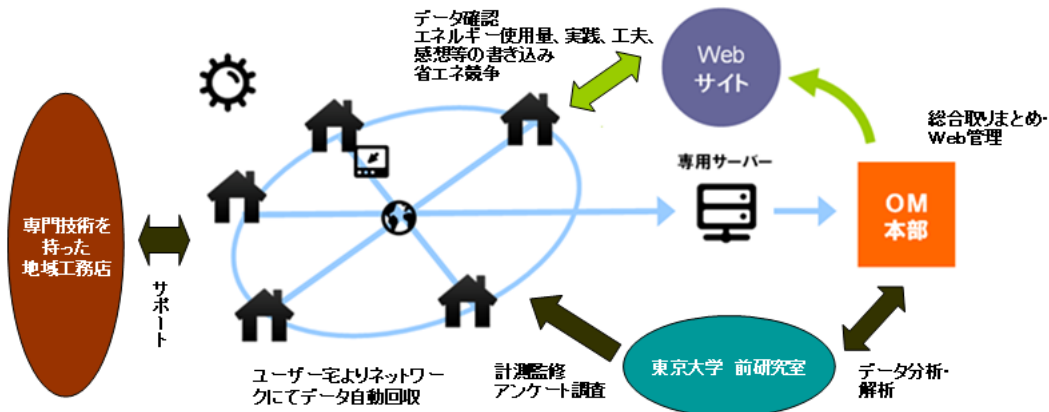 データ確認
エネルギー使用量、実践、工夫、
感想等の書き込み
省エネ競争
Web
サイト
総合取りまとめ・
Web管理
専用サーバー
OM
本部
専門技術を
持った
地域工務店
サポート
ユーザー宅よりネットワー
クにてデータ自動回収
計測監修
アンケート調査
東京大学 前研究室
データ分析・
解析